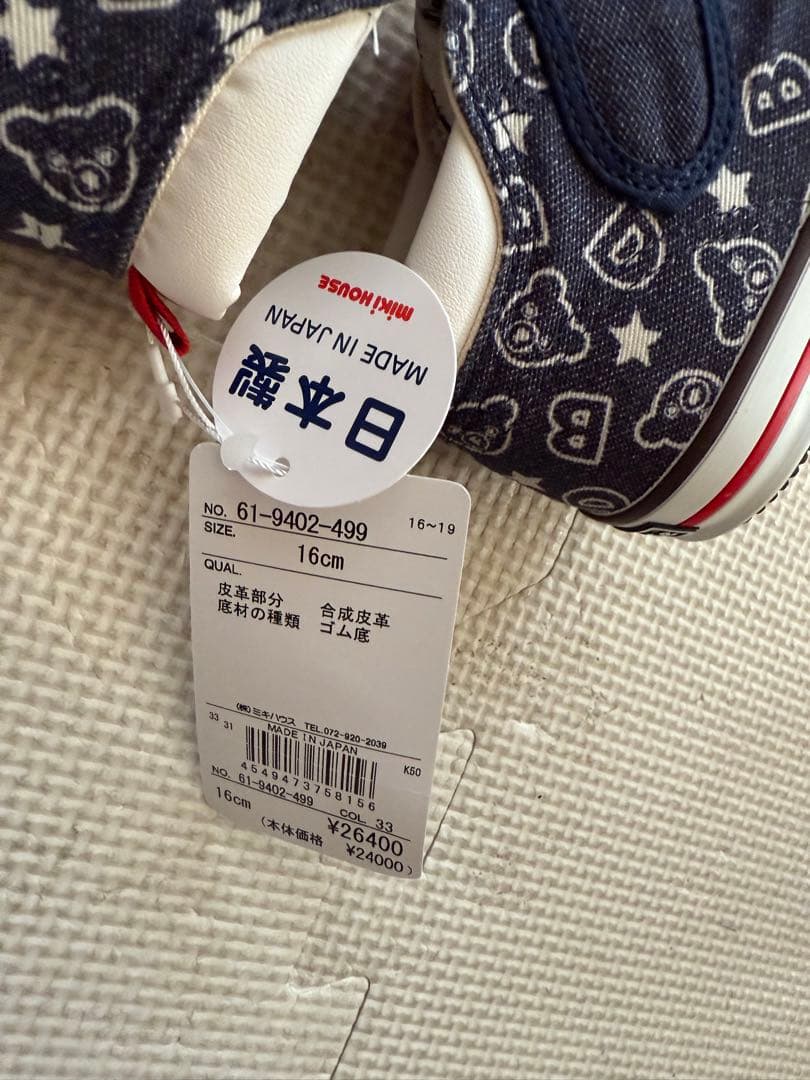 miki HOUSE
MADE IN JAPAN
日本製
NO. 61-9402-499 16~19
SIZE.
16cm
QUAL.
皮革部分 合成皮革
底材の種類 ゴム底
(株)ミキハウス TEL.072-920-2039
33 31 MADE IN JAPAN
K50
4549473758156
NO. 61-9402-499 COL. 33
16cm ¥26400
(本体価格 ¥24000)
B
D
B
B